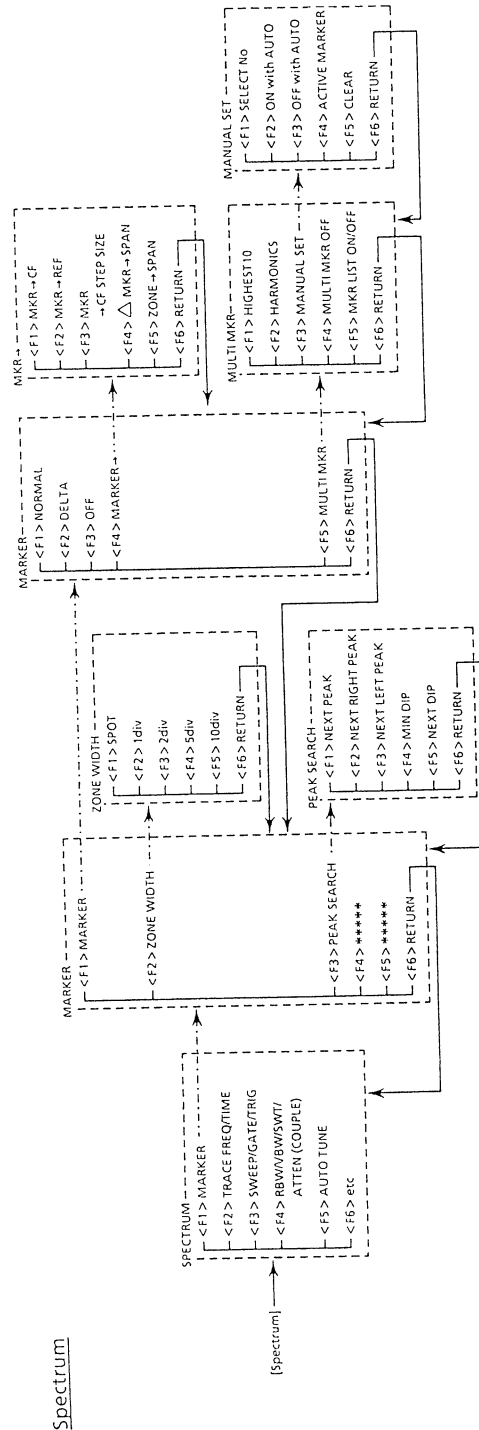 Spectrum
[Spectrum]
SPECTRUM
<F1> MARKER
<F2> TRACE FREQ/TIME
<F3> SWEEP/GATE/TRIG
<F4> RBW/VBW/SWT/
ATTEN (COUPLE)
<F5> AUTO TUNE
<F6> etc
MARKER
<F1> MARKER
<F2> ZONE WIDTH
<F3> PEAK SEARCH
<F4> *****
<F5> *****
<F6> RETURN
ZONE WIDTH
<F1> SPOT
<F2> 1div
<F3> 2div
<F4> 5div
<F5> 10div
<F6> RETURN
PEAK SEARCH
<F1> NEXT PEAK
<F2> NEXT RIGHT PEAK
<F3> NEXT LEFT PEAK
<F4> MIN DIP
<F5> NEXT DIP
<F6> RETURN
MARKER
<F1> NORMAL
<F2> DELTA
<F3> OFF
<F4> MARKER→
<F5> MULTI MKR
<F6> RETURN
MKR→
<F1> MKR→CF
<F2> MKR→REF
<F3> MKR
→CF STEP SIZE
<F4> △ MKR→SPAN
<F5> ZONE→SPAN
<F6> RETURN
MULTI MKR
<F1> HIGHEST10
<F2> HARMONICS
<F3> MANUAL SET
<F4> MULTI MKR OFF
<F5> MKR LIST ON/OFF
<F6> RETURN
MANUAL SET
<F1> SELECT No
<F2> ON with AUTO
<F3> OFF with AUTO
<F4> ACTIVE MARKER
<F5> CLEAR
<F6> RETURN